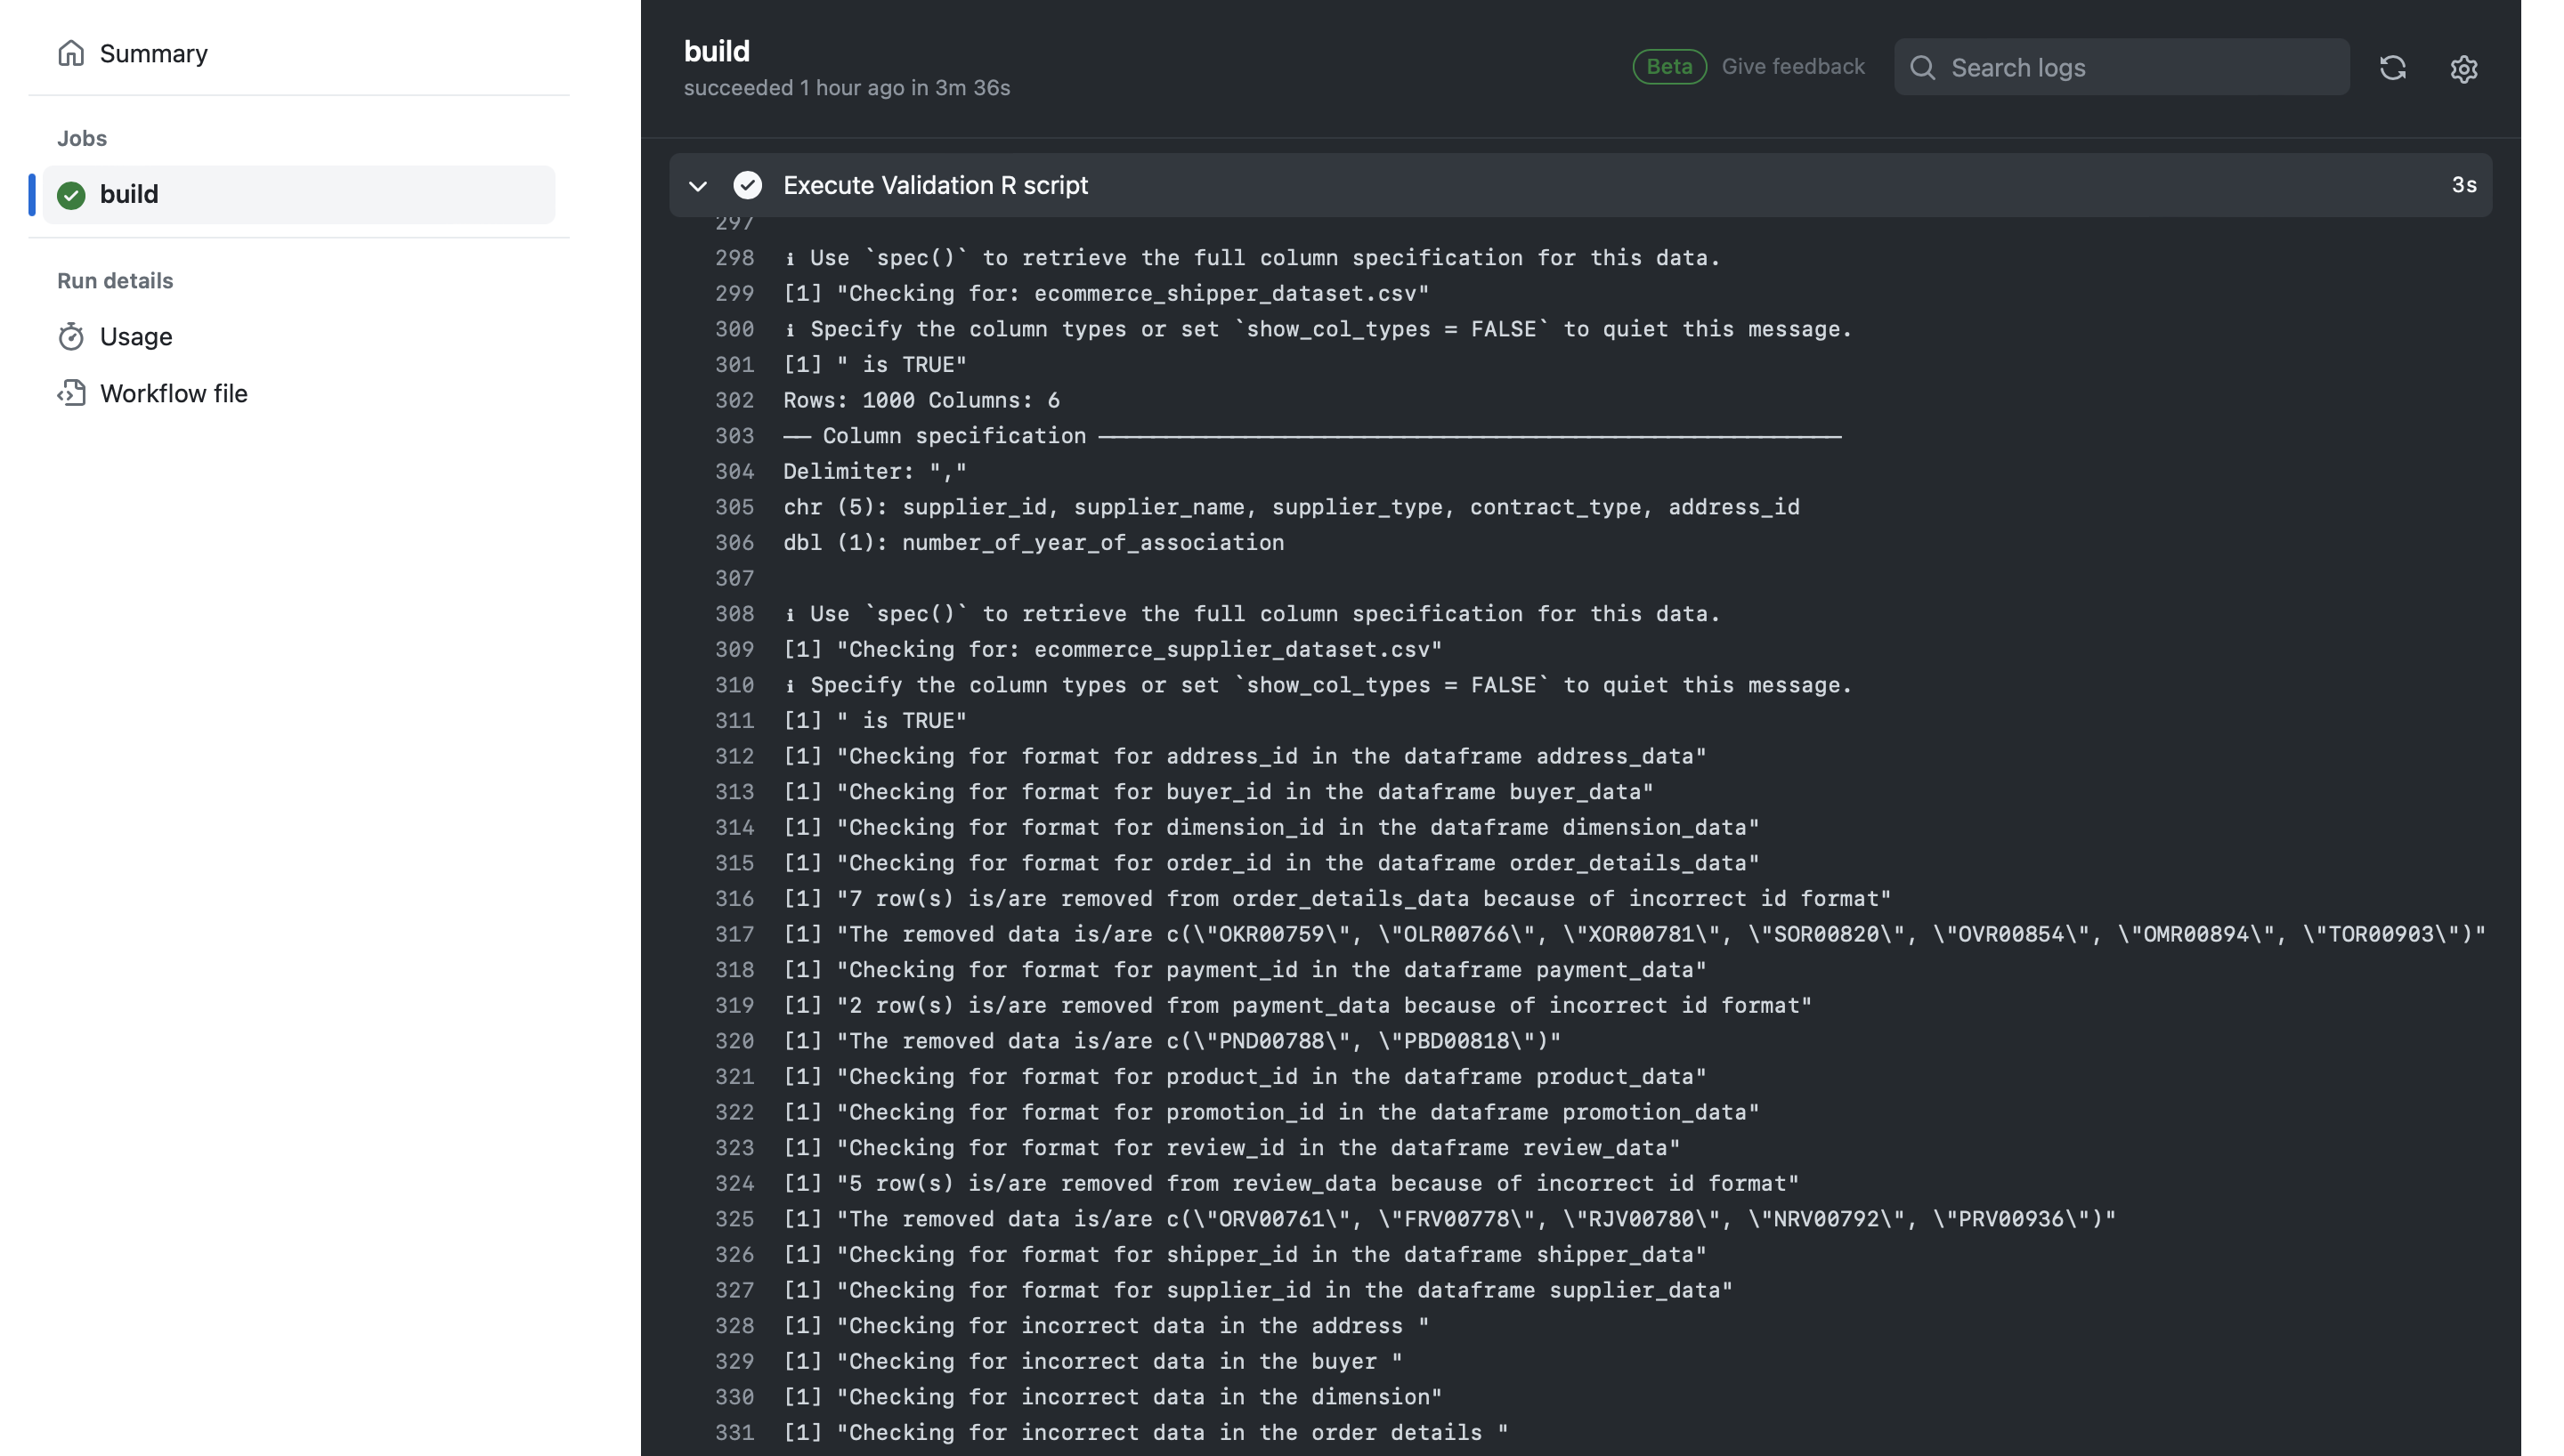 Summary
Jobs
build
Run details
Usage
Workflow file
build
succeeded 1 hour ago in 3m 36s
Beta
Give feedback
Search logs
Execute Validation R script
3s
297
298 ℹ Use `spec()` to retrieve the full column specification for this data.
299 [1] "Checking for: ecommerce_shipper_dataset.csv"
300 ℹ Specify the column types or set `show_col_types = FALSE` to quiet this message.
301 [1] " is TRUE"
302 Rows: 1000 Columns: 6
303 ── Column specification ────────────────────────────────────────────────────────
304 Delimiter: ","
305 chr (5): supplier_id, supplier_name, supplier_type, contract_type, address_id
306 dbl (1): number_of_year_of_association
307
308 ℹ Use `spec()` to retrieve the full column specification for this data.
309 [1] "Checking for: ecommerce_supplier_dataset.csv"
310 ℹ Specify the column types or set `show_col_types = FALSE` to quiet this message.
311 [1] " is TRUE"
312 [1] "Checking for format for address_id in the dataframe address_data"
313 [1] "Checking for format for buyer_id in the dataframe buyer_data"
314 [1] "Checking for format for dimension_id in the dataframe dimension_data"
315 [1] "Checking for format for order_id in the dataframe order_details_data"
316 [1] "7 row(s) is/are removed from order_details_data because of incorrect id format"
317 [1] "The removed data is/are c(\"OKR00759\", \"OLR00766\", \"XOR00781\", \"SOR00820\", \"OVR00854\", \"OMR00894\", \"TOR00903\")"
318 [1] "Checking for format for payment_id in the dataframe payment_data"
319 [1] "2 row(s) is/are removed from payment_data because of incorrect id format"
320 [1] "The removed data is/are c(\"PND00788\", \"PBD00818\")"
321 [1] "Checking for format for product_id in the dataframe product_data"
322 [1] "Checking for format for promotion_id in the dataframe promotion_data"
323 [1] "Checking for format for review_id in the dataframe review_data"
324 [1] "5 row(s) is/are removed from review_data because of incorrect id format"
325 [1] "The removed data is/are c(\"ORV00761\", \"FRV00778\", \"RJV00780\", \"NRV00792\", \"PRV00936\")"
326 [1] "Checking for format for shipper_id in the dataframe shipper_data"
327 [1] "Checking for format for supplier_id in the dataframe supplier_data"
328 [1] "Checking for incorrect data in the address "
329 [1] "Checking for incorrect data in the buyer "
330 [1] "Checking for incorrect data in the dimension"
331 [1] "Checking for incorrect data in the order details "